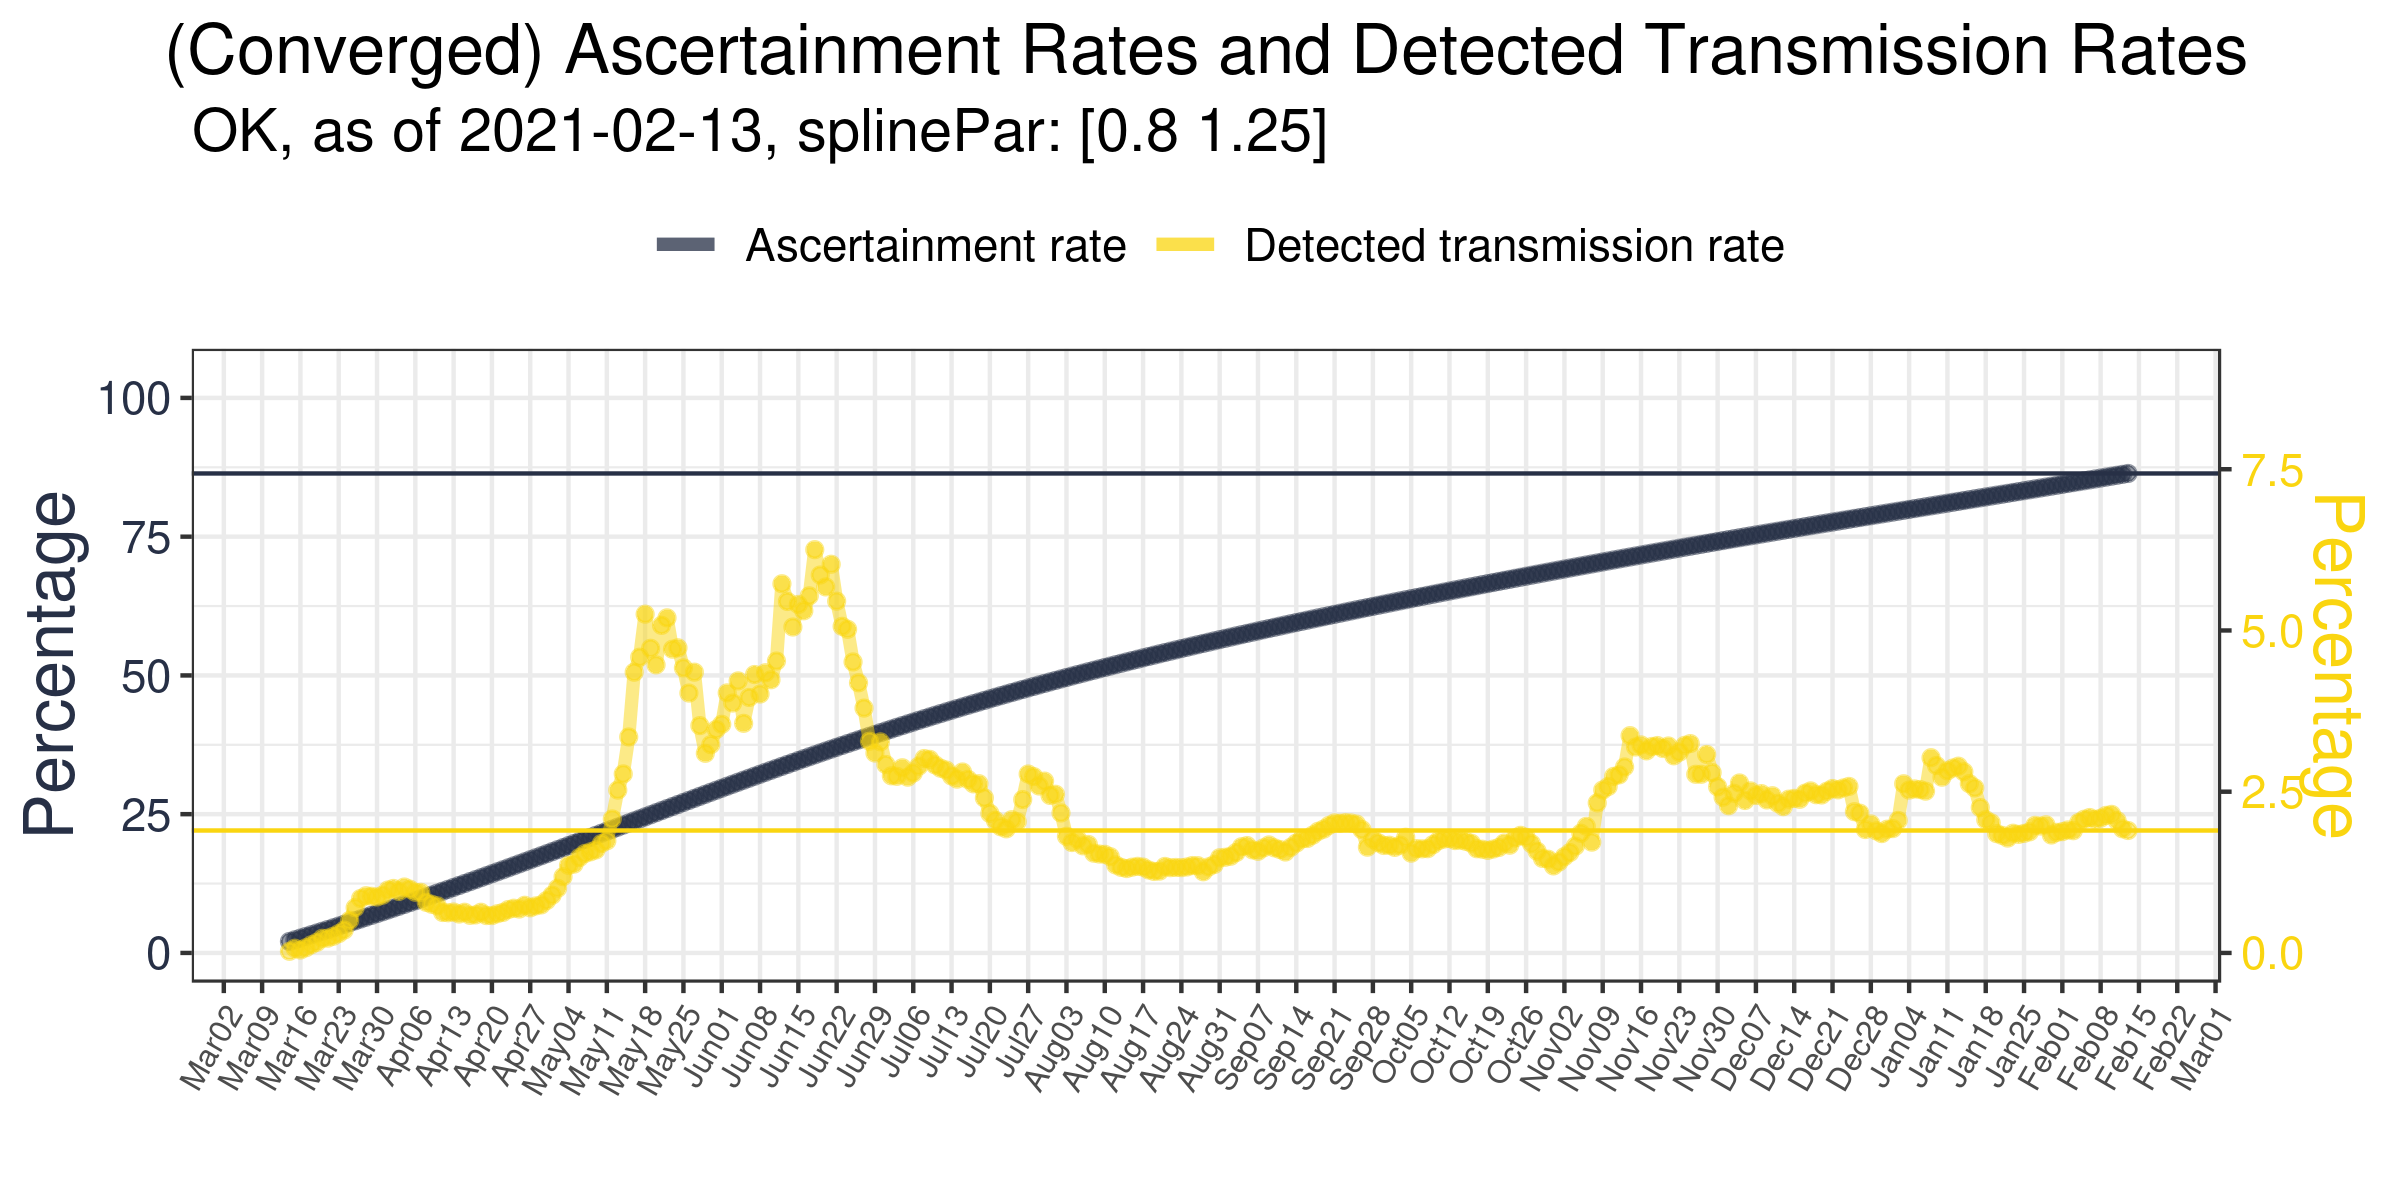 (Converged) Ascertainment Rates and Detected Transmission Rates
OK, as of 2021-02-13, splinePar: [0.8 1.25]
Ascertainment rate
Detected transmission rate
Percentage
100
75
50
25
0
7.5
5.0
2.5
0.0
Percentage
Mar02
Mar09
Mar16
Mar23
Mar30
Apr06
Apr13
Apr20
Apr27
May04
May11
May18
May25
Jun01
Jun08
Jun15
Jun22
Jun29
Jul06
Jul13
Jul20
Jul27
Aug03
Aug10
Aug17
Aug24
Aug31
Sep07
Sep14
Sep21
Sep28
Oct05
Oct12
Oct19
Oct26
Nov02
Nov09
Nov16
Nov23
Nov30
Dec07
Dec14
Dec21
Dec28
Jan04
Jan11
Jan18
Jan25
Feb01
Feb08
Feb15
Feb22
Mar01